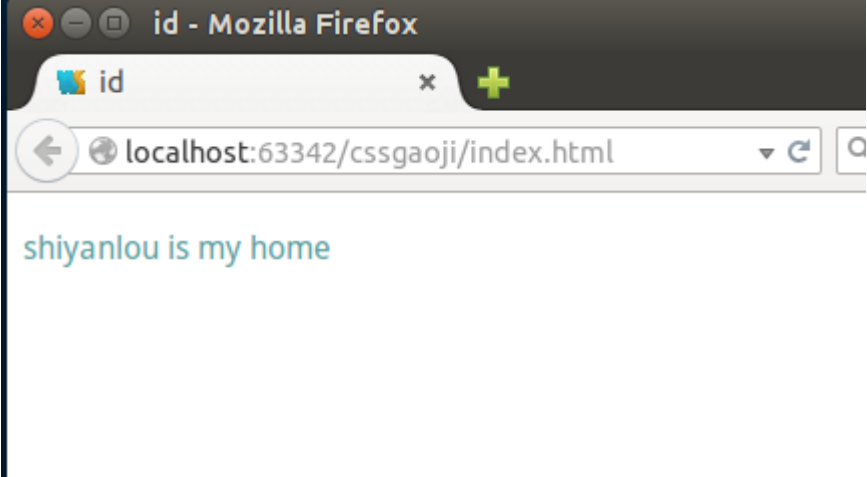 id - Mozilla Firefox
id
localhost:63342/cssgaoji/index.html
shiyanlou is my home